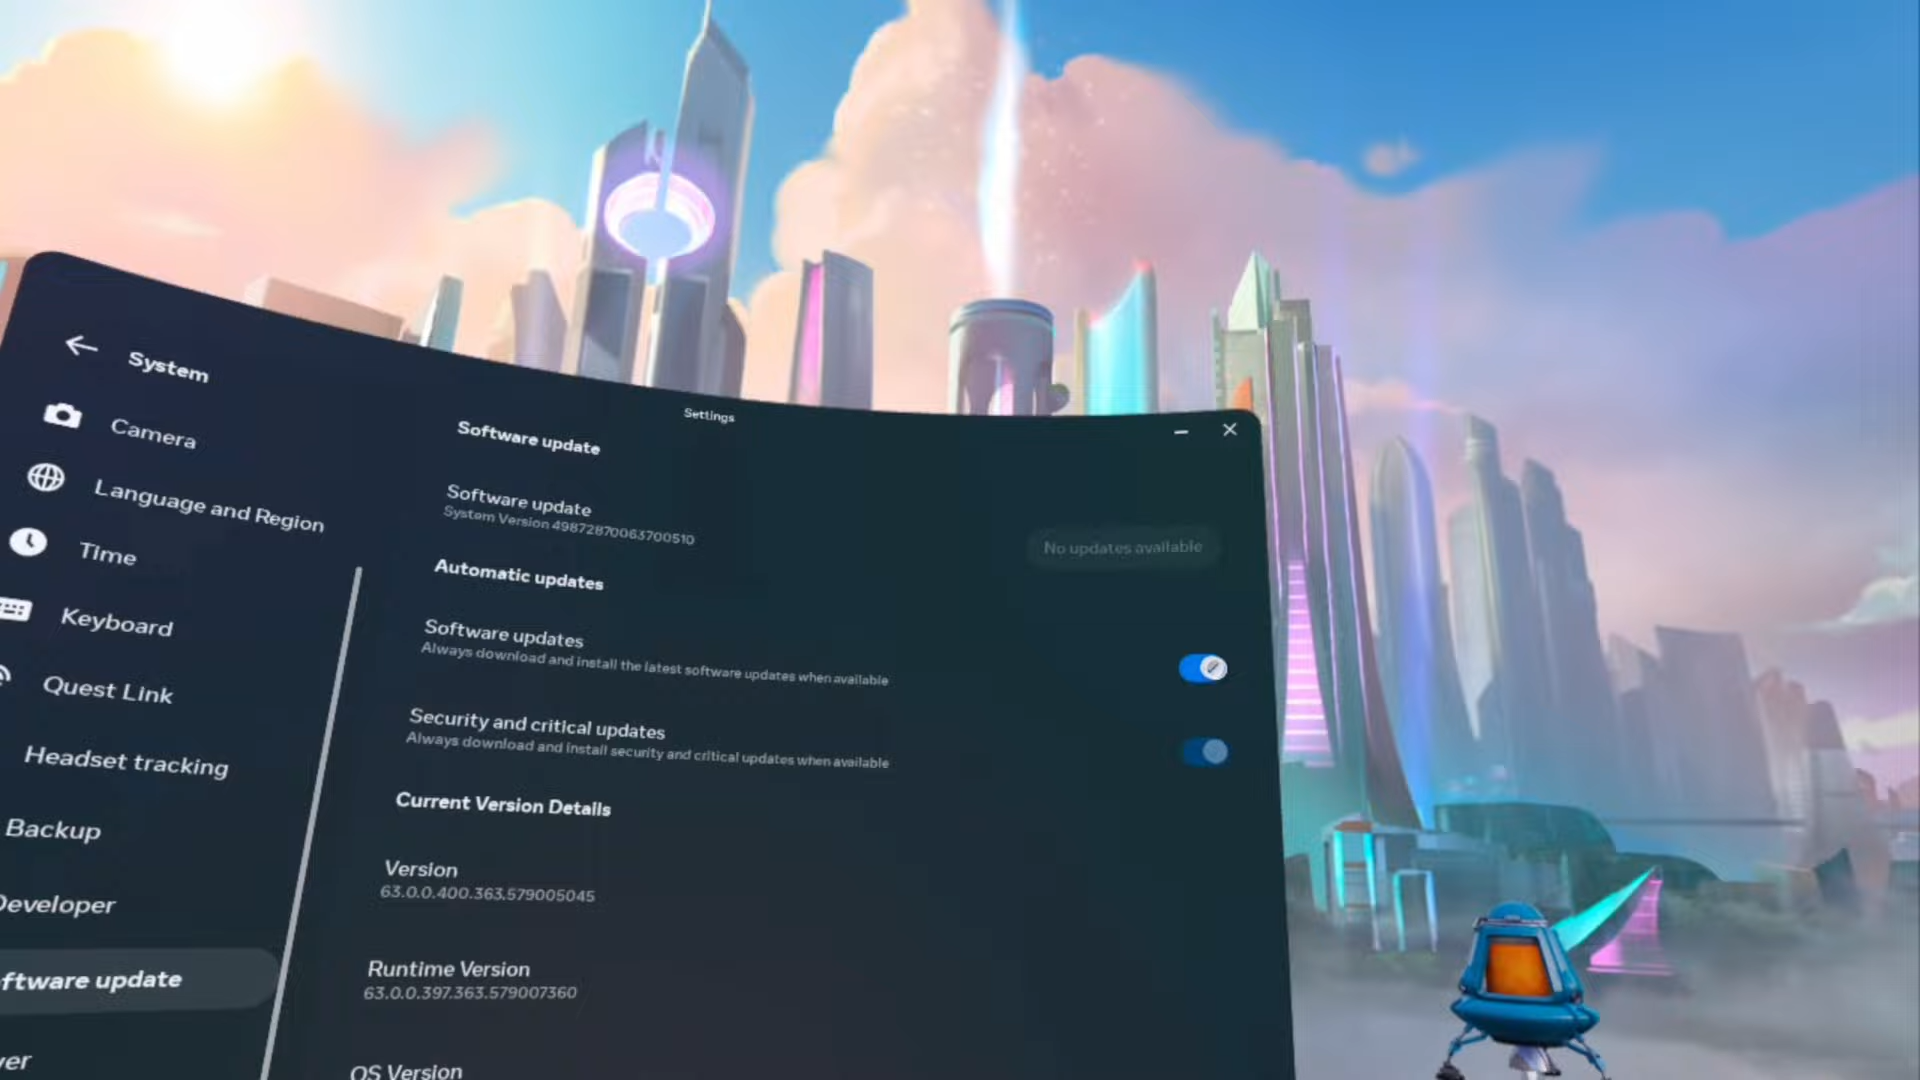 System
Camera
Language and Region
Time
Keyboard
Quest Link
Headset tracking
Backup
Developer
ftware update
Settings
Software update
Software update
System Version 49872870063700510
No updates available
Automatic updates
Software updates
Always download and install the latest software updates when available
Security and critical updates
Always download and install security and critical updates when available
Current Version Details
Version
63.0.0.400.363.579005045
Runtime Version
63.0.0.397.363.579007360
OS Version